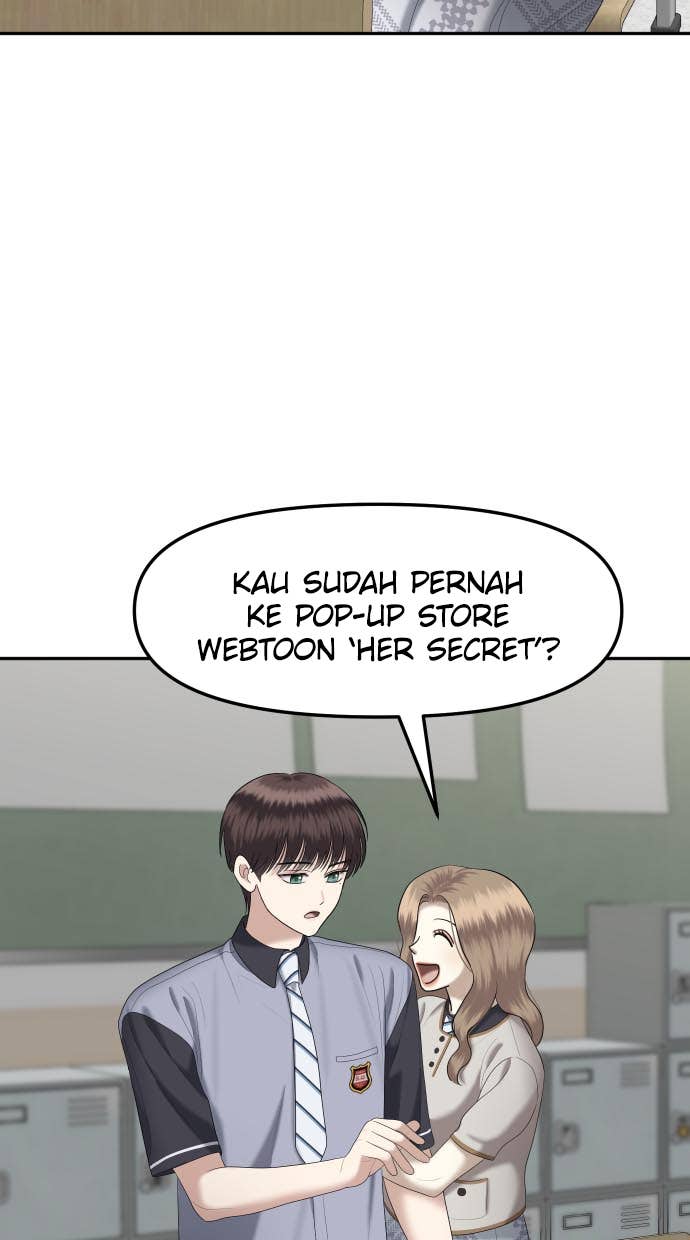 KAU SUDAH PERNAH
KE POP-UP STORE
WEBTOON ‘HER SECRET’?